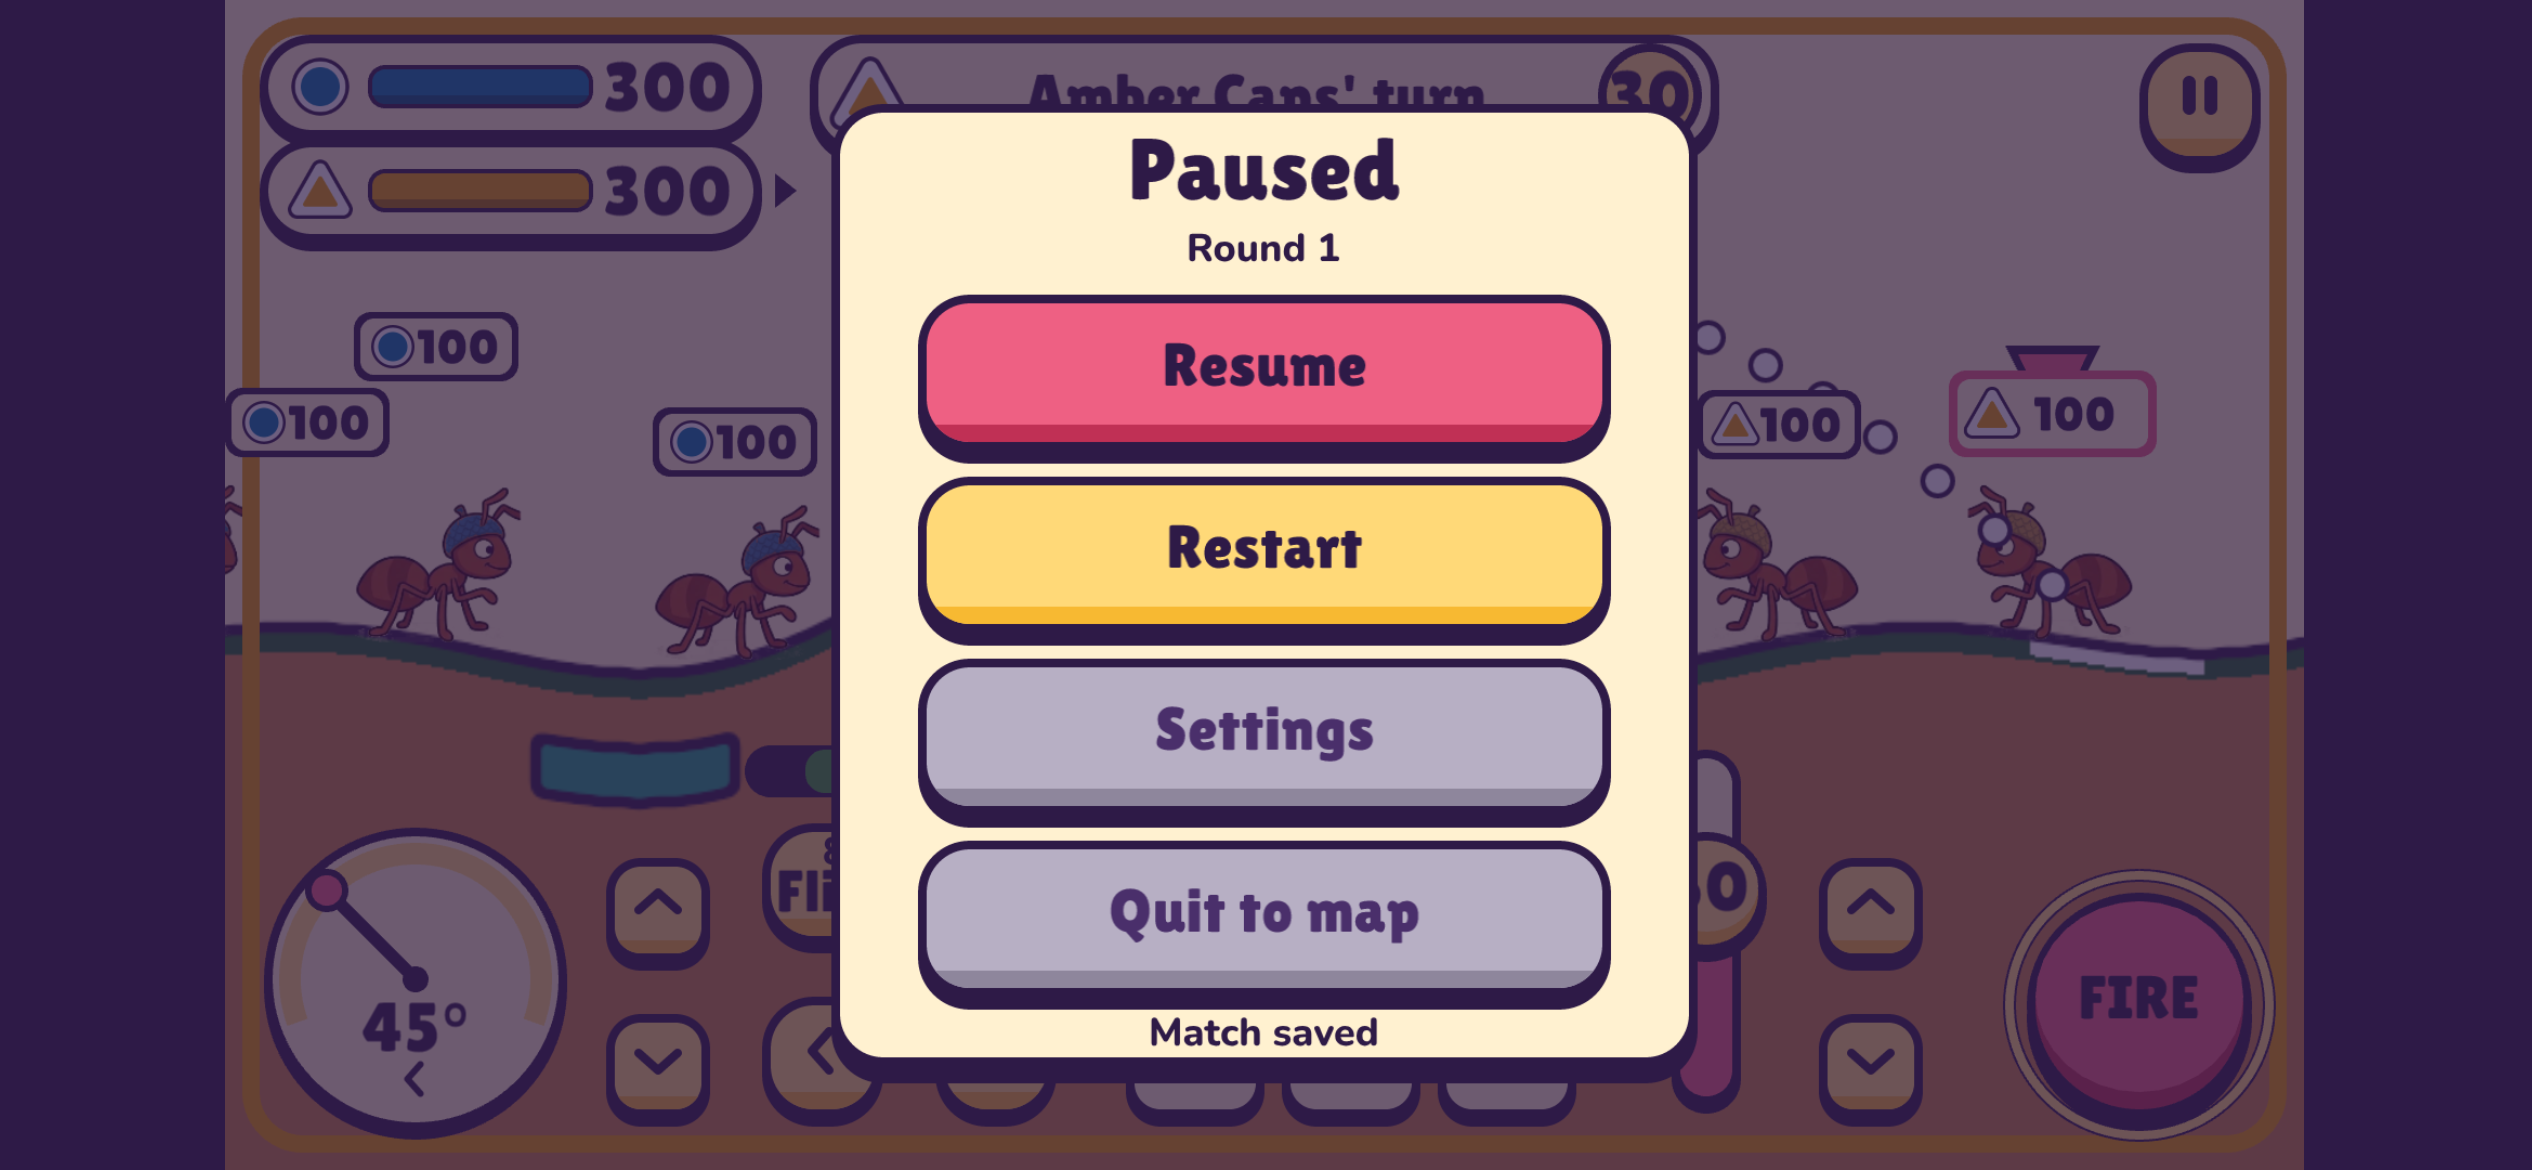 300
Amber Caps' turn
30
300
Paused
Round 1
100
100
100
100
100
Resume
Restart
Settings
Quit to map
Match saved
45°
FIRE